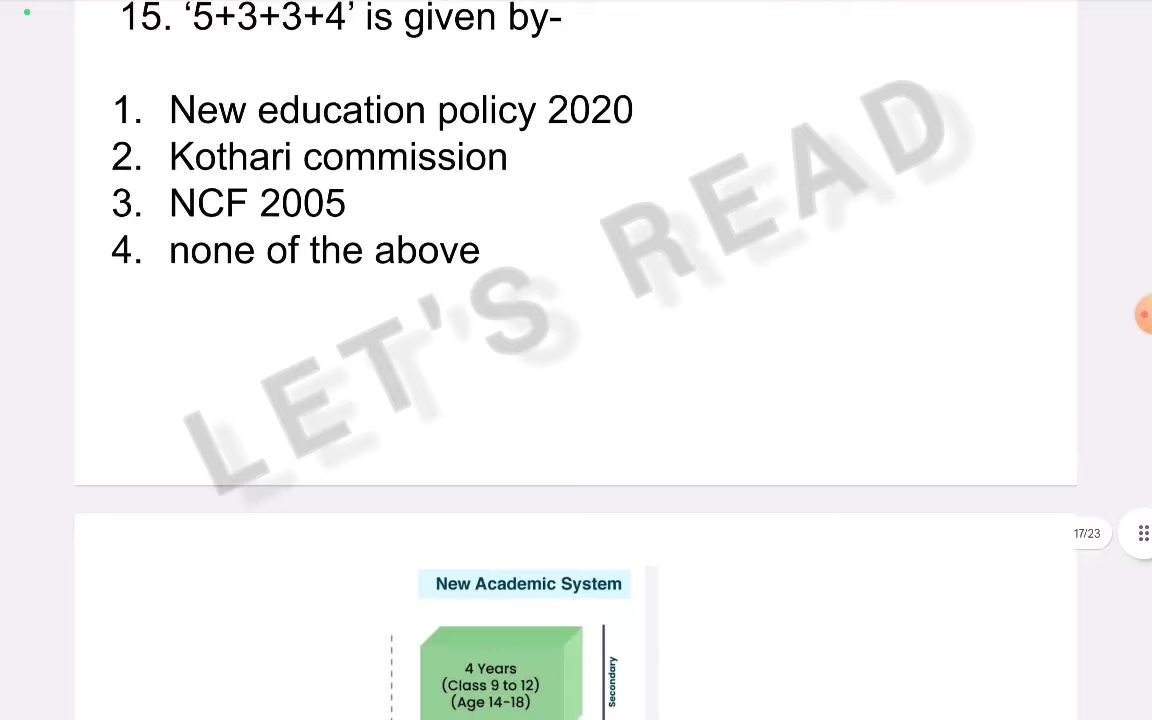 15. ‘5+3+3+4’ is given by-
1. New education policy 2020
2. Kothari commission
3. NCF 2005
4. none of the above
LET'S READ
17/23
New Academic System
4 Years
(Class 9 to 12)
(Age 14-18)
Secondary